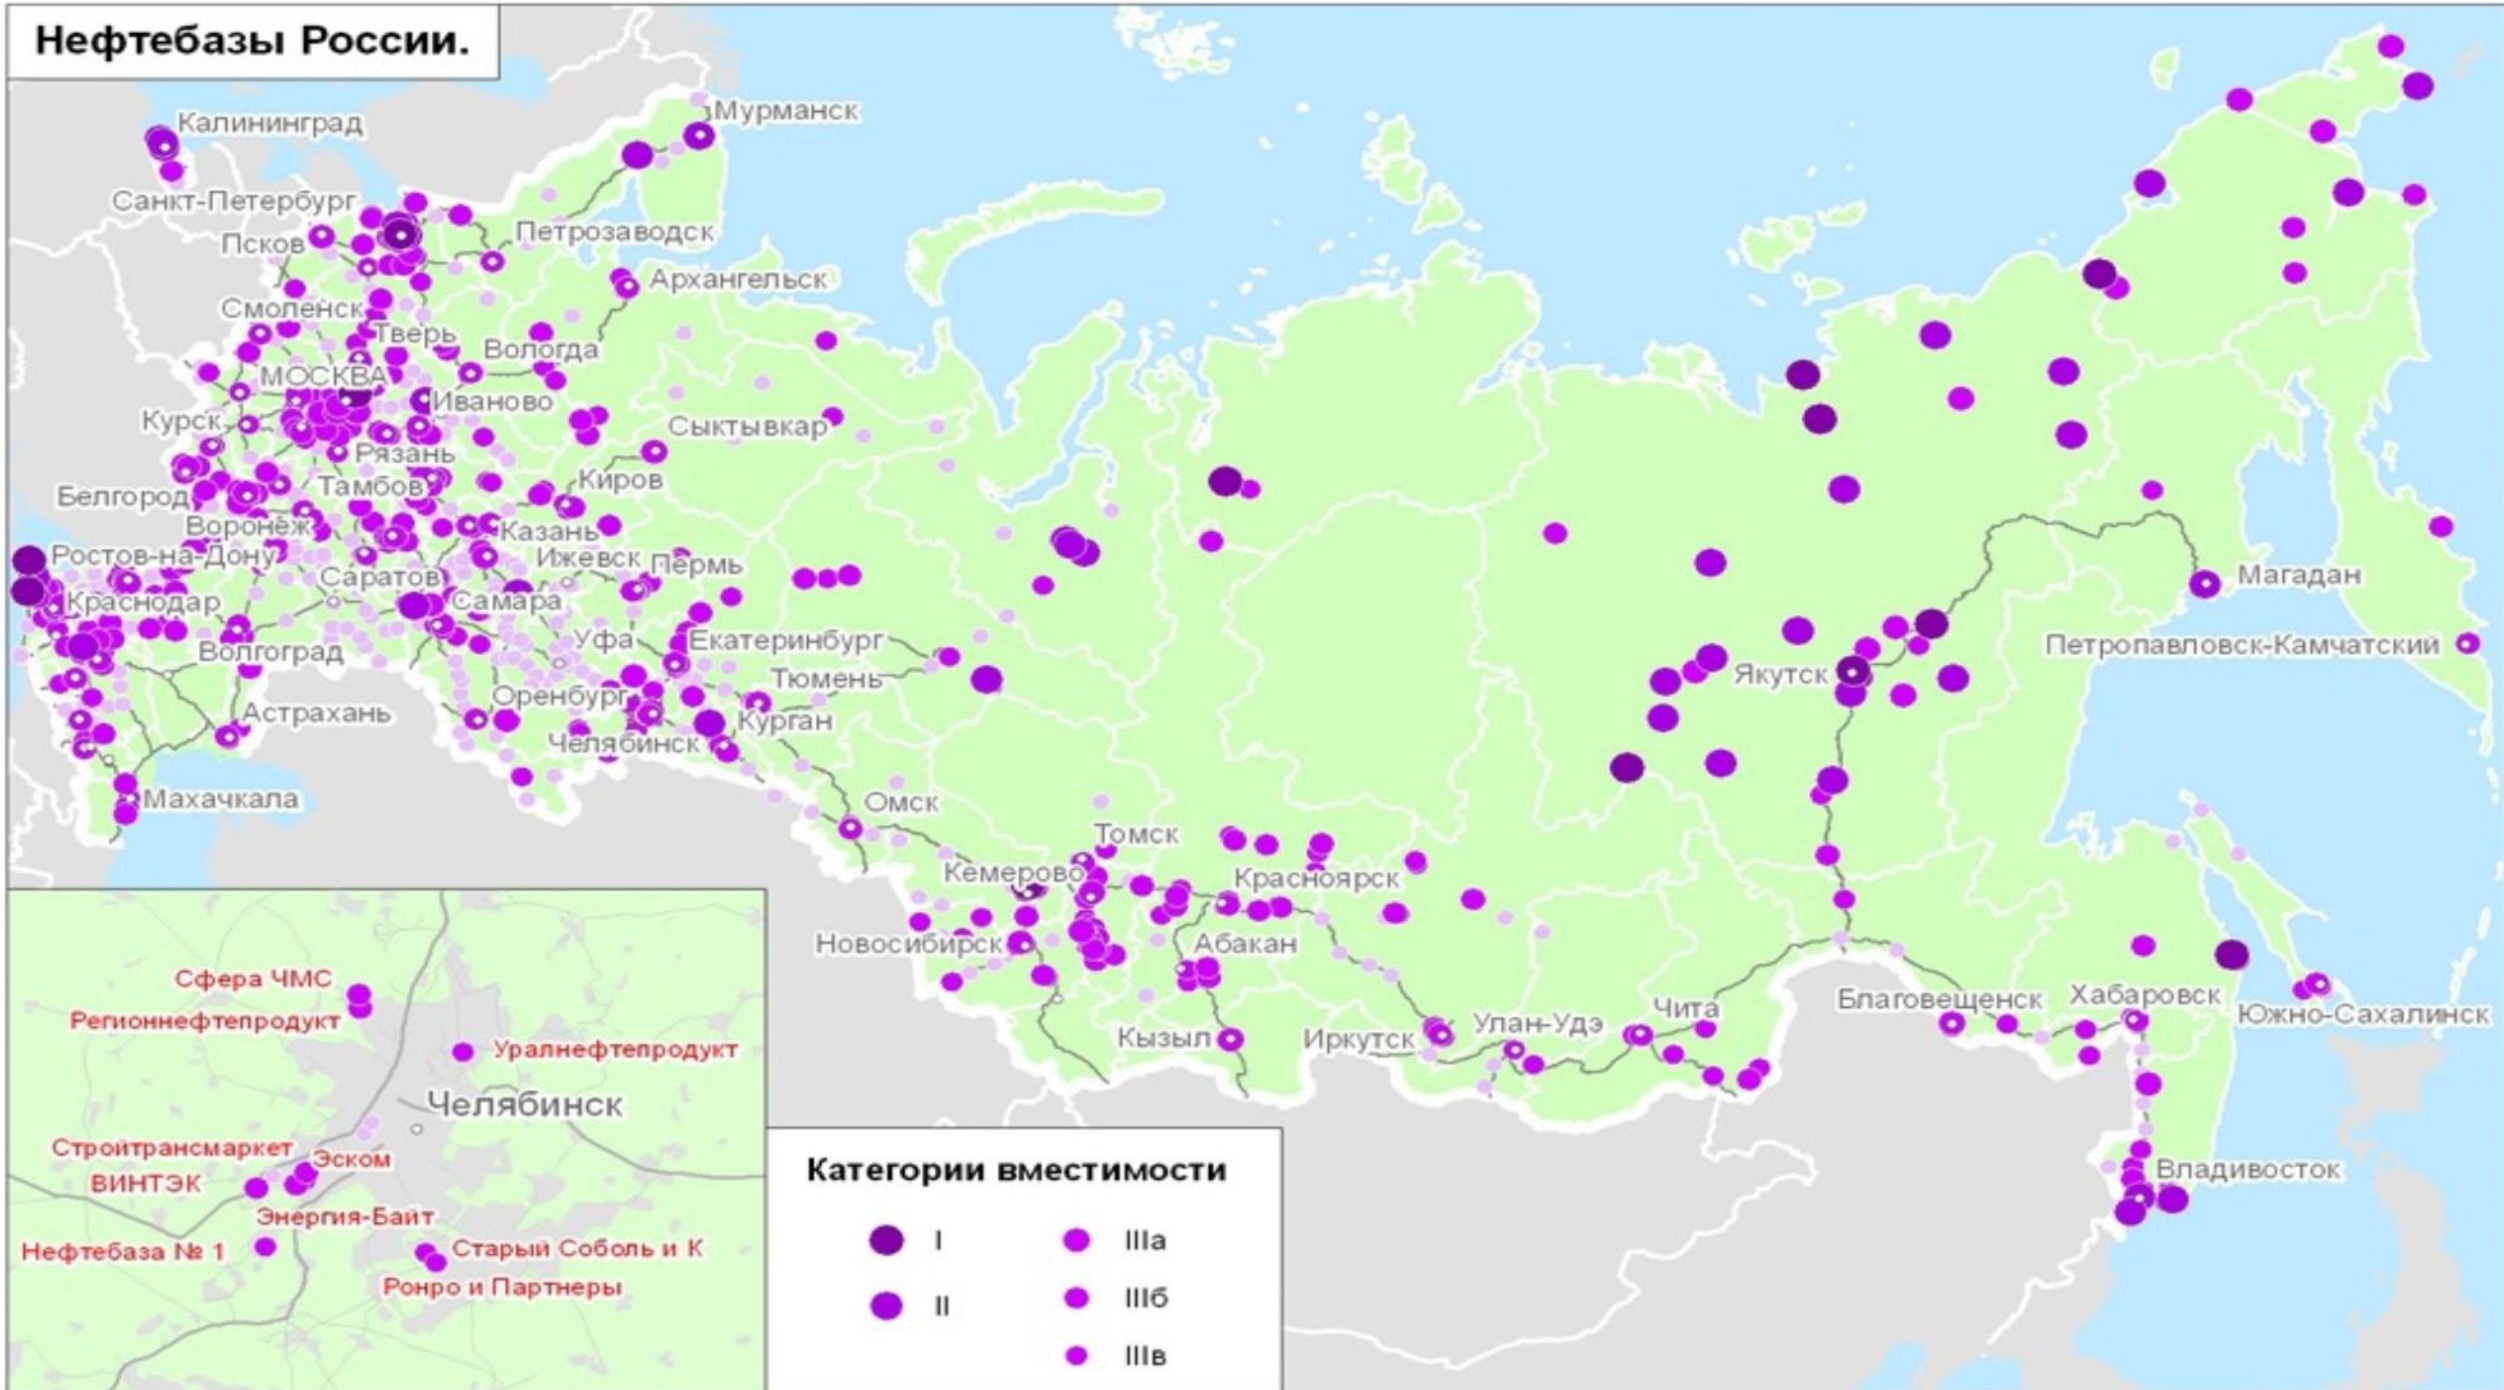 Нефтебазы России.
Мурманск
Калининград
Санкт-Петербург
Петрозаводск
Псков
Архангельск
Смоленск
Тверь
Вологда
МОСКВА
Иваново
Курск
Сыктывкар
Рязань
Киров
Тамбов
Белгород
Воронеж
Казань
Ростов-на-Дону
Ижевск
Пермь
Саратов
Магадан
Краснодар
Самара
Уфа
Екатеринбург
Петропавловск-Камчатский
Волгоград
Тюмень
Якутск
Оренбург
Астрахань
Курган
Челябинск
Махачкала
Омск
Томск
Кемерово
Красноярск
Новосибирск
Абакан
Благовещенск
Хабаровск
Чита
Южно-Сахалинск
Улан-Удэ
Кызыл
Иркутск
Владивосток
Сфера ЧМС
Регионнефтепродукт
Уралнефтепродукт
Челябинск
Стройтрансмаркет
Эском
ВИНТЭК
Энергия-Байт
Нефтебаза № 1
Старый Соболь и К
Ронро и Партнеры
Категории вместимости
I
IIIа
II
IIIб
IIIв